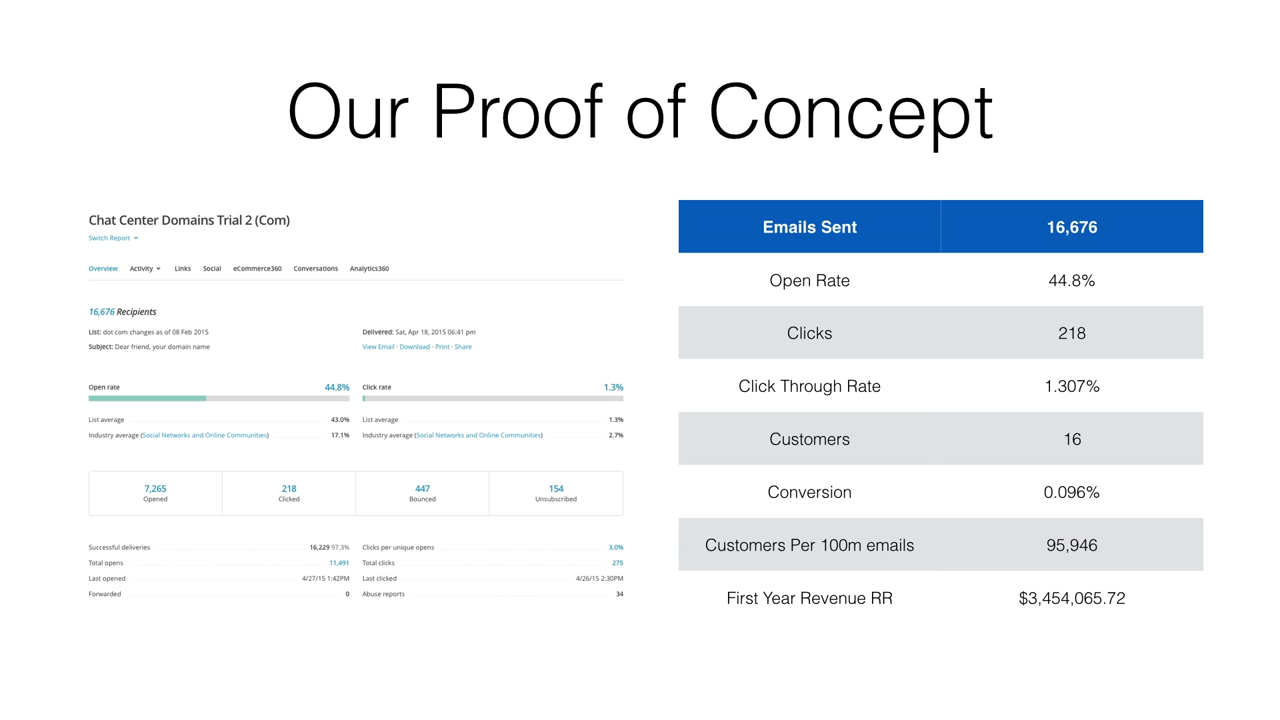 Our Proof of Concept
Chat Center Domains Trial 2 (Com)
Switch Report
Overview Activity Links Social eCommerce360 Conversations Analytics360
16,676 Recipients
List: dot com changes as of 08 Feb 2015
Delivered: Sat, Apr 18, 2015 06:41 pm
Subject: Dear friend, your domain name
View Email · Download · Print · Share
Open rate 44.8%
Click rate 1.3%
List average 43.0%
List average 1.3%
Industry average (Social Networks and Online Communities) 17.1%
Industry average (Social Networks and Online Communities) 2.7%
7,265 218 447 154
Opened Clicked Bounced Unsubscribed
Successful deliveries 16,229 97.3%
Clicks per unique opens 3.0%
Total opens 11,491
Total clicks 275
Last opened 4/27/15 1:42PM
Last clicked 4/26/15 2:30PM
Forwarded 0
Abuse reports 34
Emails Sent 16,676
Open Rate 44.8%
Clicks 218
Click Through Rate 1.307%
Customers 16
Conversion 0.096%
Customers Per 100m emails 95,946
First Year Revenue RR $3,454,065.72